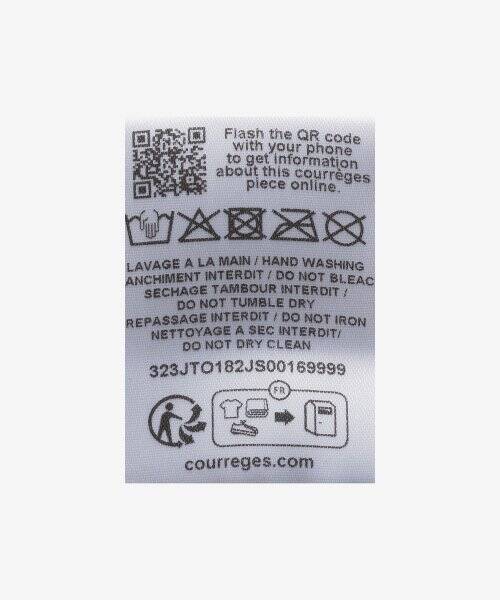 Flash the QR code
with your phone
to get information
about this courrèges
piece online.
LAVAGE A LA MAIN / HAND WASHING
ANCHIMENT INTERDIT / DO NOT BLEAC
SECHAGE TAMBOUR INTERDIT /
DO NOT TUMBLE DRY
REPASSAGE INTERDIT / DO NOT IRON
NETTOYAGE A SEC INTERDIT/
DO NOT DRY CLEAN
323JTO182JS00169999
FR
courreges.com